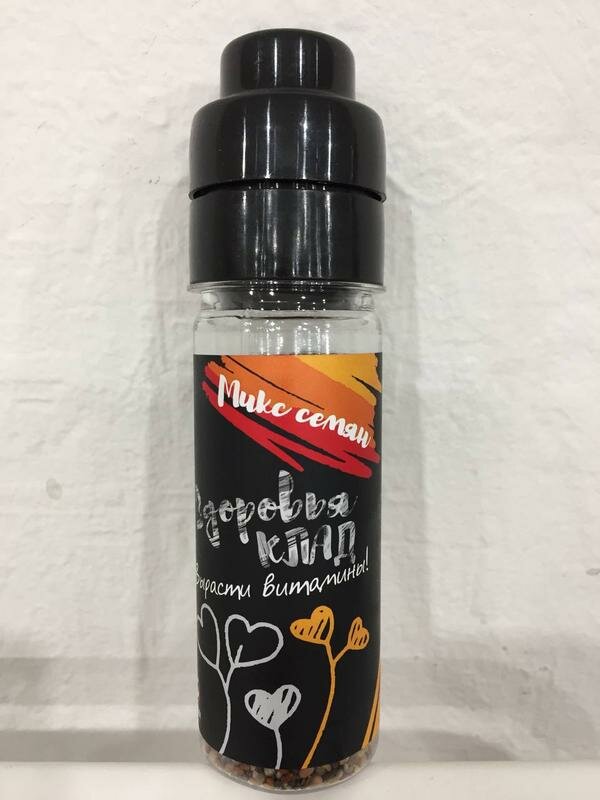 Микс семян
Здоровья
КЛАД
Вырасти витамины!